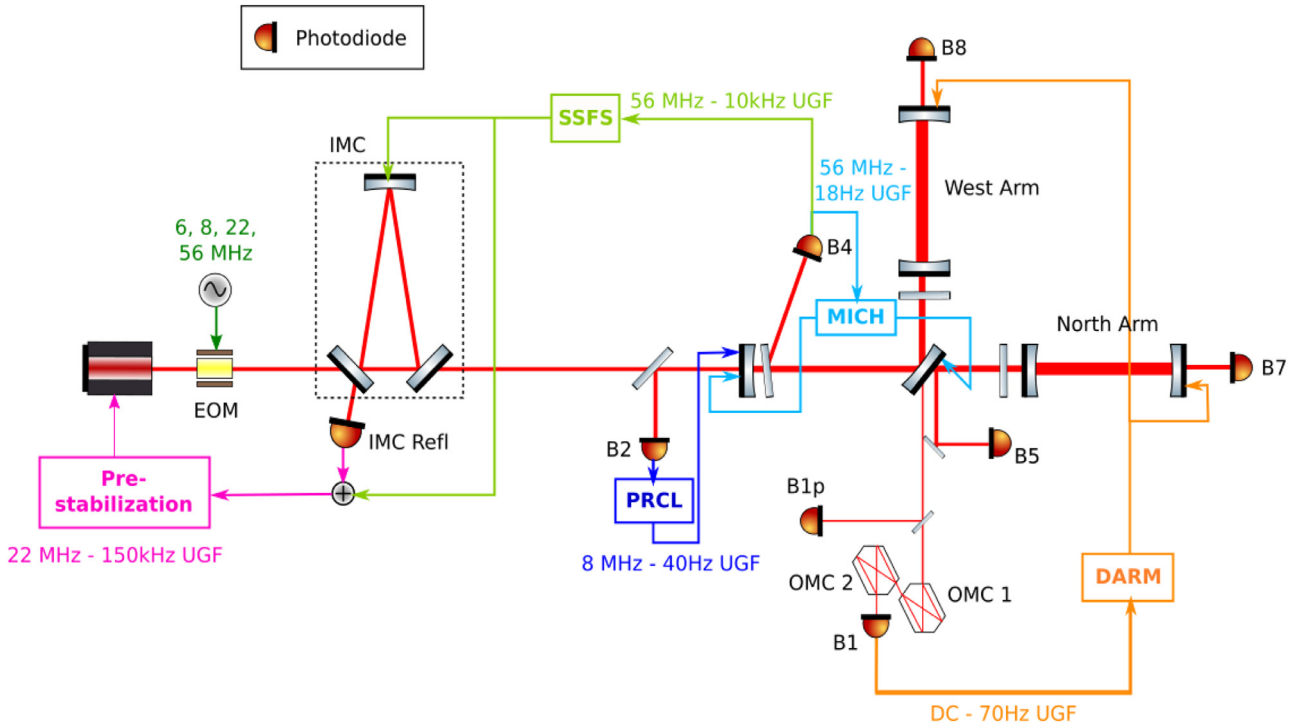 Photodiode
B8
56 MHz - 10kHz UGF
SSFS
IMC
56 MHz -
18Hz UGF
West Arm
6, 8, 22,
56 MHz
B4
MICH
North Arm
B7
EOM
IMC Refl
B2
B5
Pre-
stabilization
PRCL
B1p
22 MHz - 150kHz UGF
8 MHz - 40Hz UGF
OMC 2
OMC 1
DARM
B1
DC - 70Hz UGF